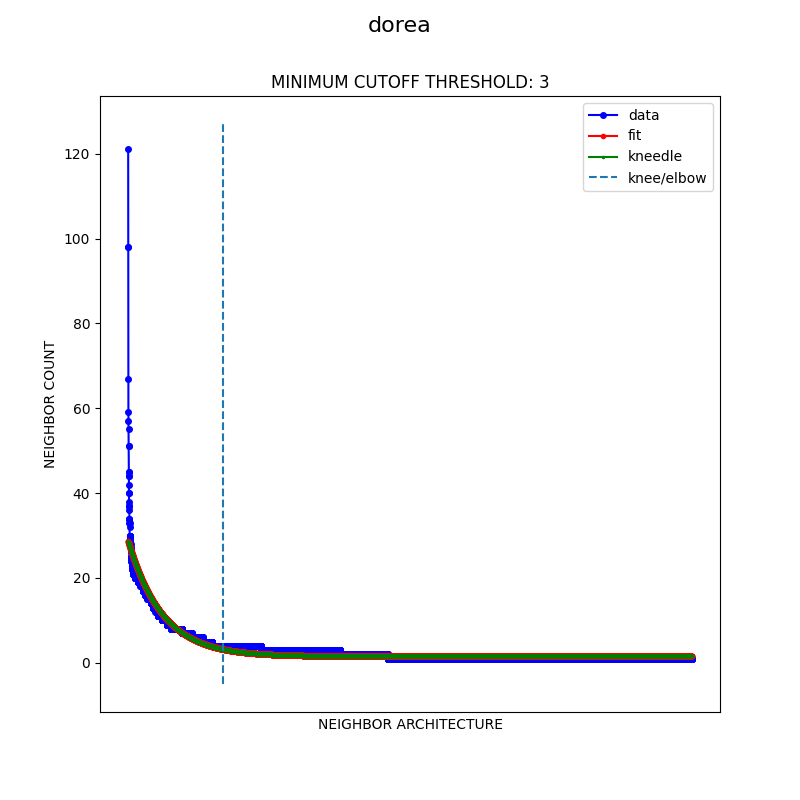 dorea
MINIMUM CUTOFF THRESHOLD: 3
data
fit
kneedle
knee/elbow
120
100
80
60
40
20
0
NEIGHBOR COUNT
NEIGHBOR ARCHITECTURE